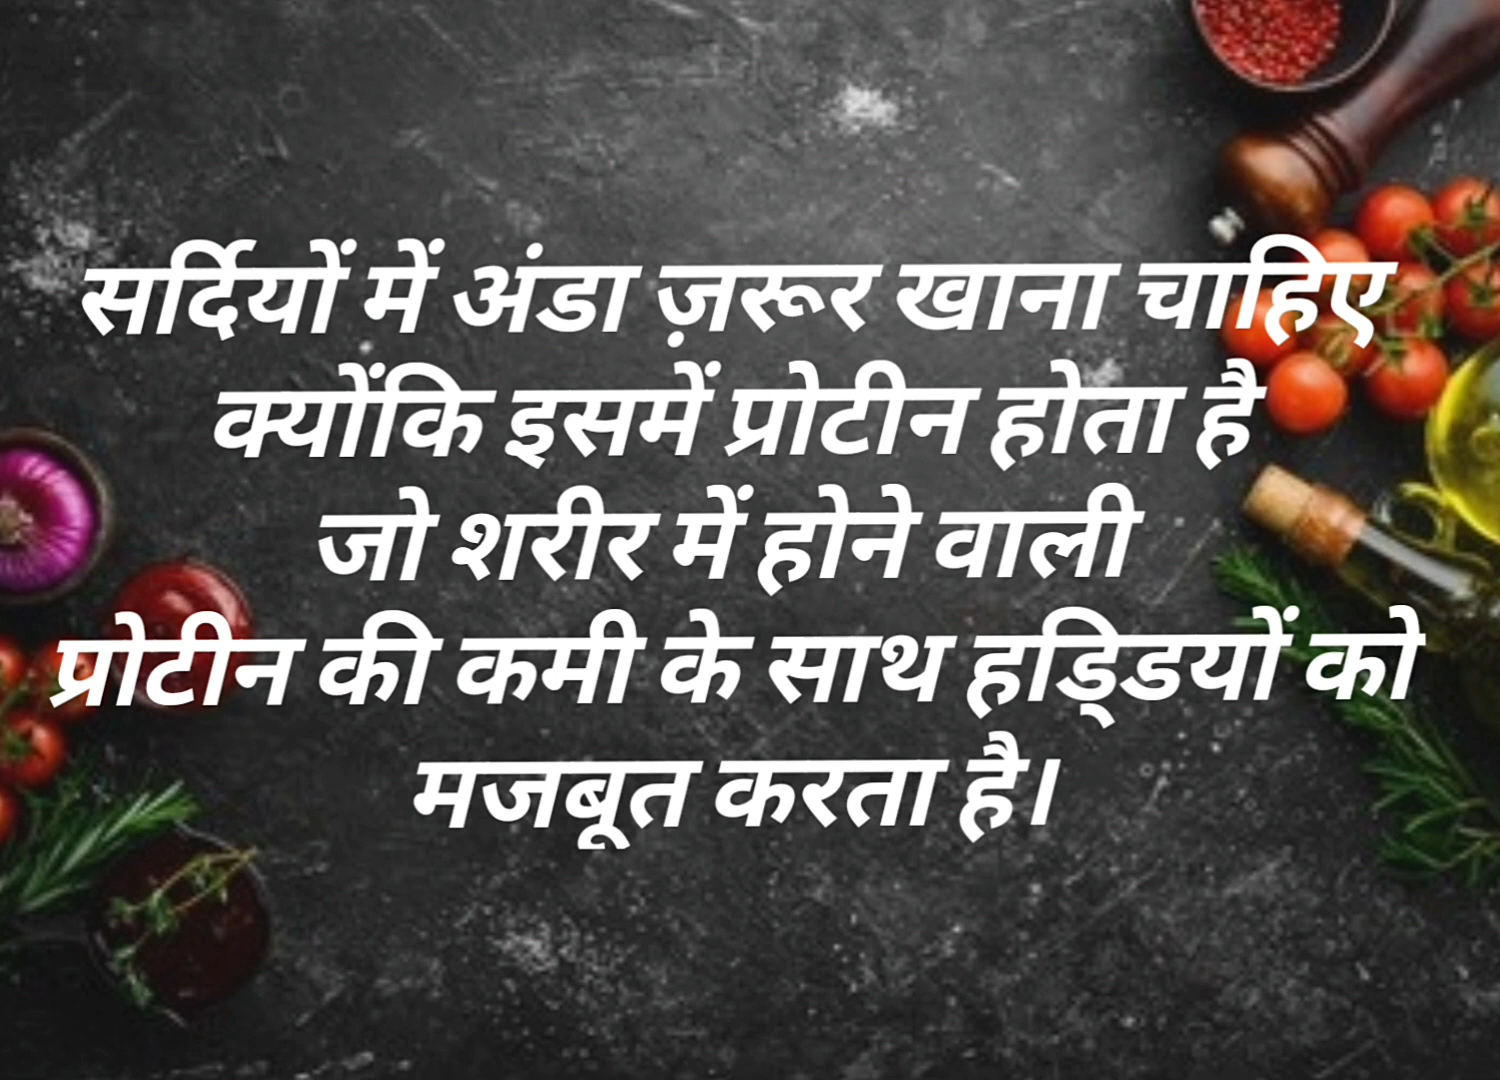 सर्दियों में अंडा ज़रूर खाना चाहिए
क्योंकि इसमें प्रोटीन होता है
जो शरीर में होने वाली
प्रोटीन की कमी के साथ हड्डियों को
मजबूत करता है।